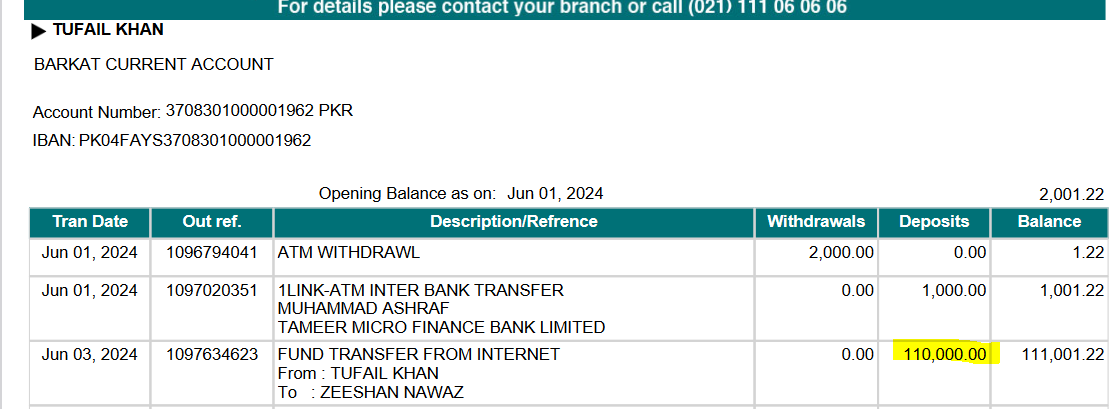 For details please contact your branch or call (021) 111 06 06 06
TUFAIL KHAN
BARKAT CURRENT ACCOUNT
Account Number: 3708301000001962 PKR
IBAN: PK04FAYS3708301000001962
Opening Balance as on: Jun 01, 2024 2,001.22
Tran Date Out ref. Description/Refrence Withdrawals Deposits Balance
Jun 01, 2024 1096794041 ATM WITHDRAWL 2,000.00 0.00 1.22
Jun 01, 2024 1097020351 1LINK-ATM INTER BANK TRANSFER 0.00 1,000.00 1,001.22
MUHAMMAD ASHRAF
TAMEER MICRO FINANCE BANK LIMITED
Jun 03, 2024 1097634623 FUND TRANSFER FROM INTERNET 0.00 110,000.00 111,001.22
From : TUFAIL KHAN
To : ZEESHAN NAWAZ